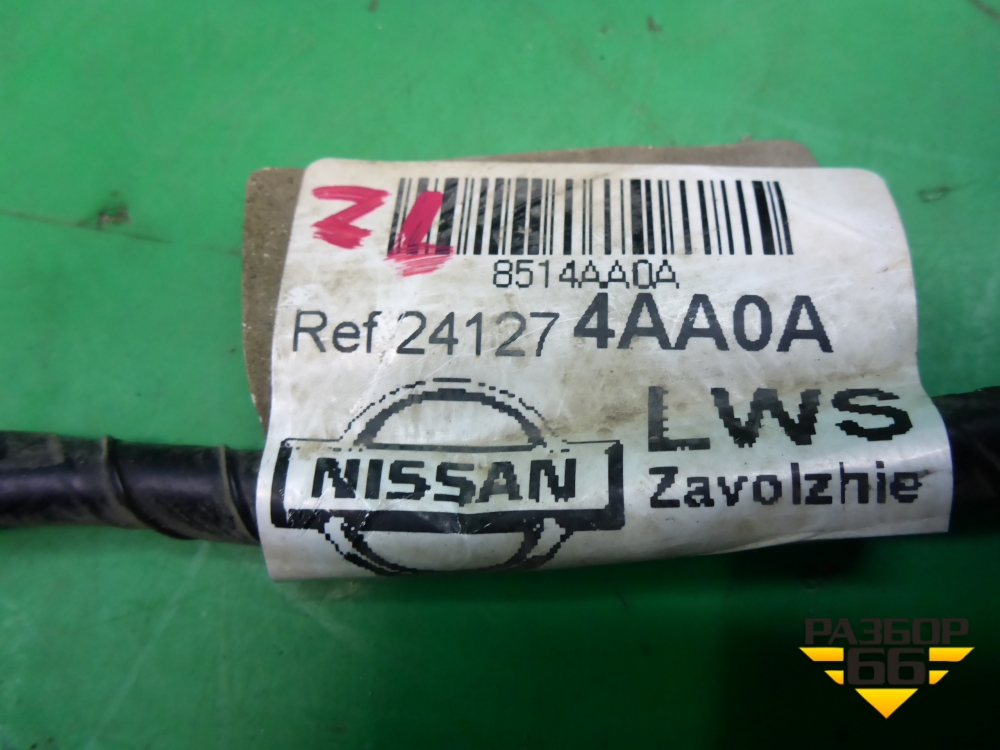 8514AA0A
Ref 24127 4AA0A
LWS
Zavolzhie
NISSAN
РАЗБОР
66